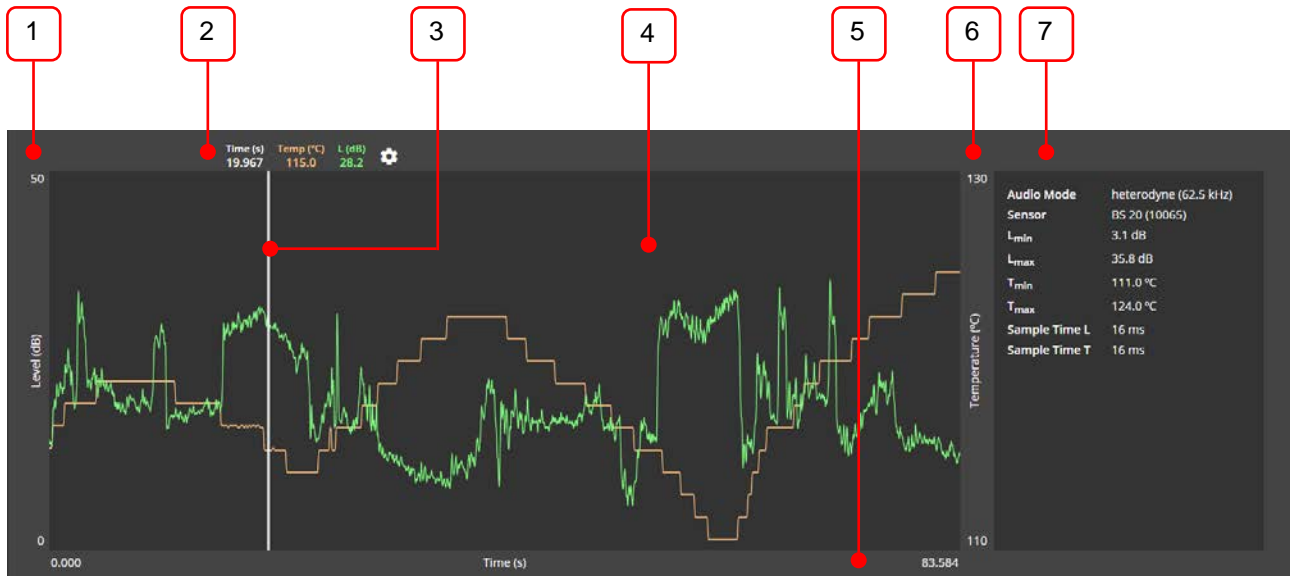 1 2 3 4 5 6 7
Time (s) Temp (°C) L (dB)
19.967 115.0 28.2
50
Level (dB)
0
130
Temperature (°C)
110
0.000 Time (s) 83.584
Audio Mode heterodyne (62.5 kHz)
Sensor BS 20 (10065)
Lmin 3.1 dB
Lmax 35.8 dB
Tmin 111.0 °C
Tmax 124.0 °C
Sample Time L 16 ms
Sample Time T 16 ms